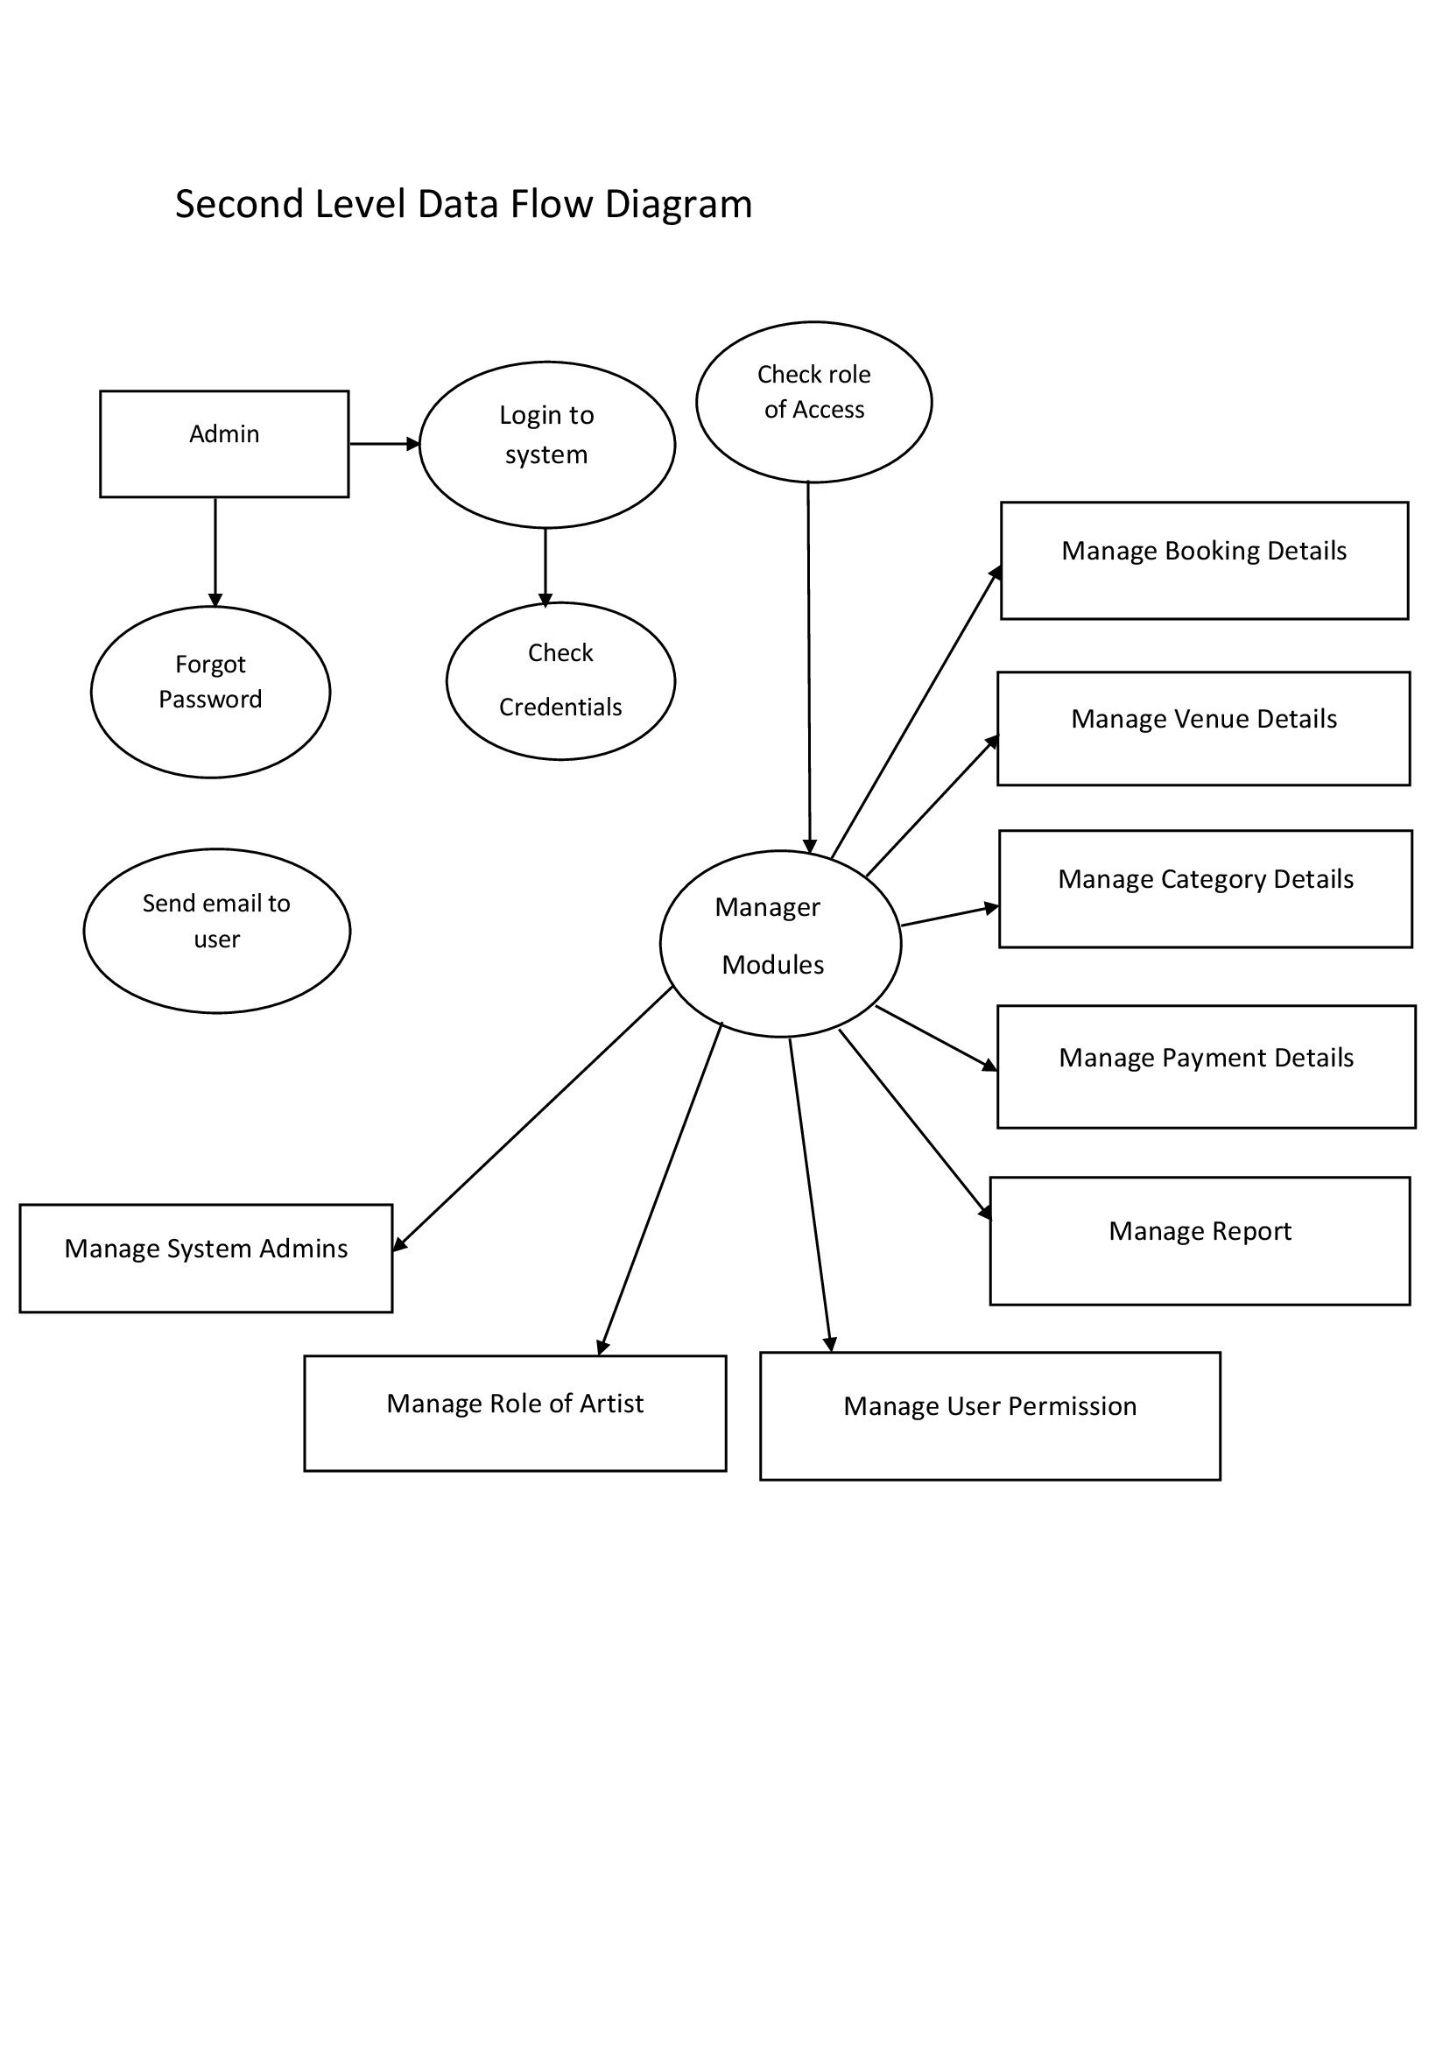 Second Level Data Flow Diagram
Check role
of Access
Login to
system
Admin
Manage Booking Details
Check
Credentials
Forgot
Password
Manage Venue Details
Manage Category Details
Send email to
user
Manager
Modules
Manage Payment Details
Manage Report
Manage System Admins
Manage Role of Artist
Manage User Permission